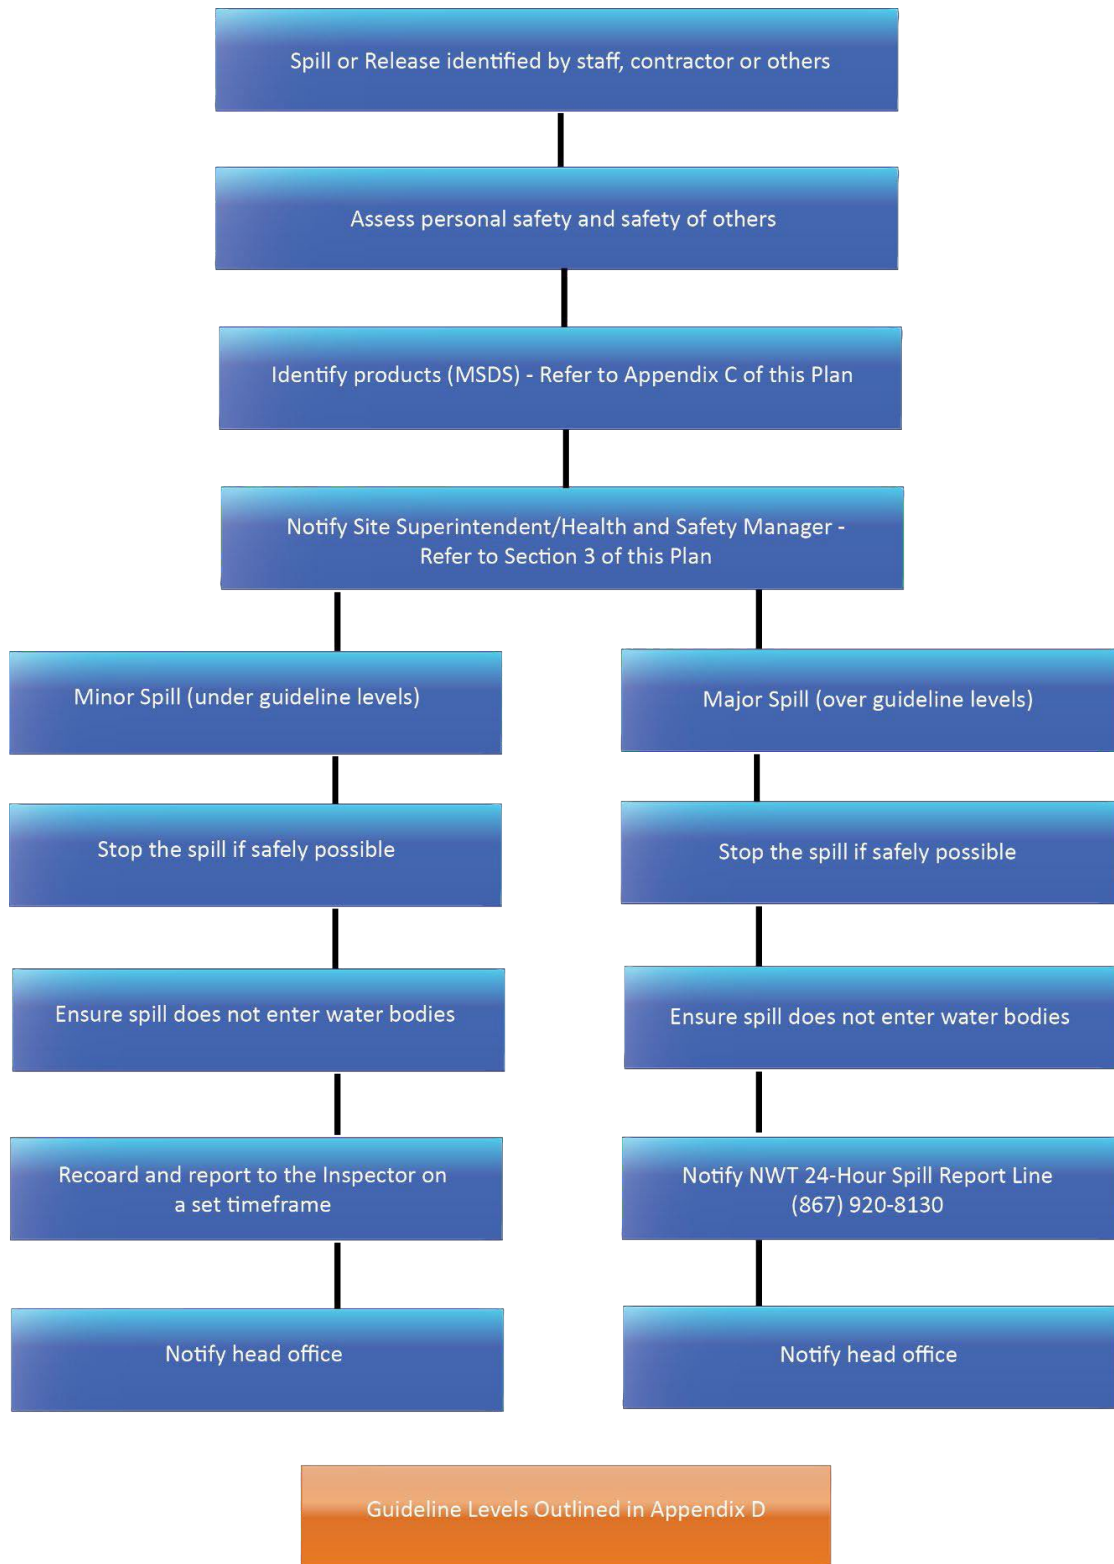 Spill or Release identified by staff, contractor or others
Assess personal safety and safety of others
Identify products (MSDS) - Refer to Appendix C of this Plan
Notify Site Superintendent/Health and Safety Manager -
Refer to Section 3 of this Plan
Minor Spill (under guideline levels)
Stop the spill if safely possible
Ensure spill does not enter water bodies
Recoard and report to the Inspector on
a set timeframe
Notify head office
Major Spill (over guideline levels)
Stop the spill if safely possible
Ensure spill does not enter water bodies
Notify NWT 24-Hour Spill Report Line
(867) 920-8130
Notify head office
Guideline Levels Outlined in Appendix D